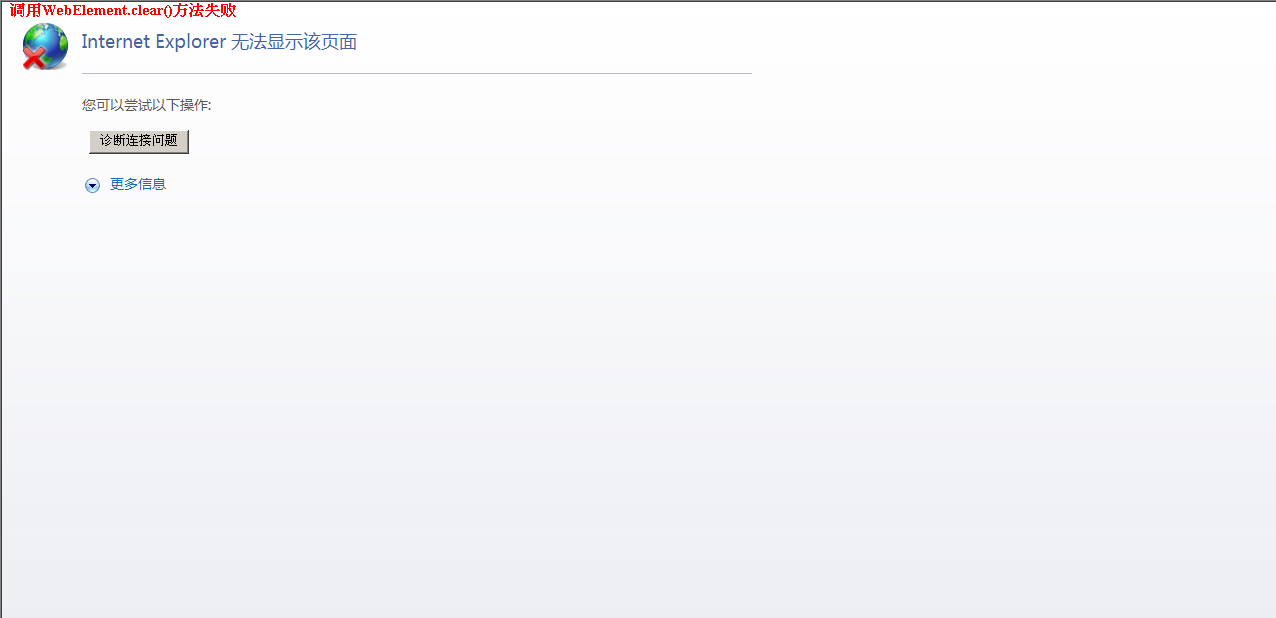 调用WebElement.clear()方法失败
Internet Explorer 无法显示该页面
您可以尝试以下操作:
诊断连接问题
更多信息